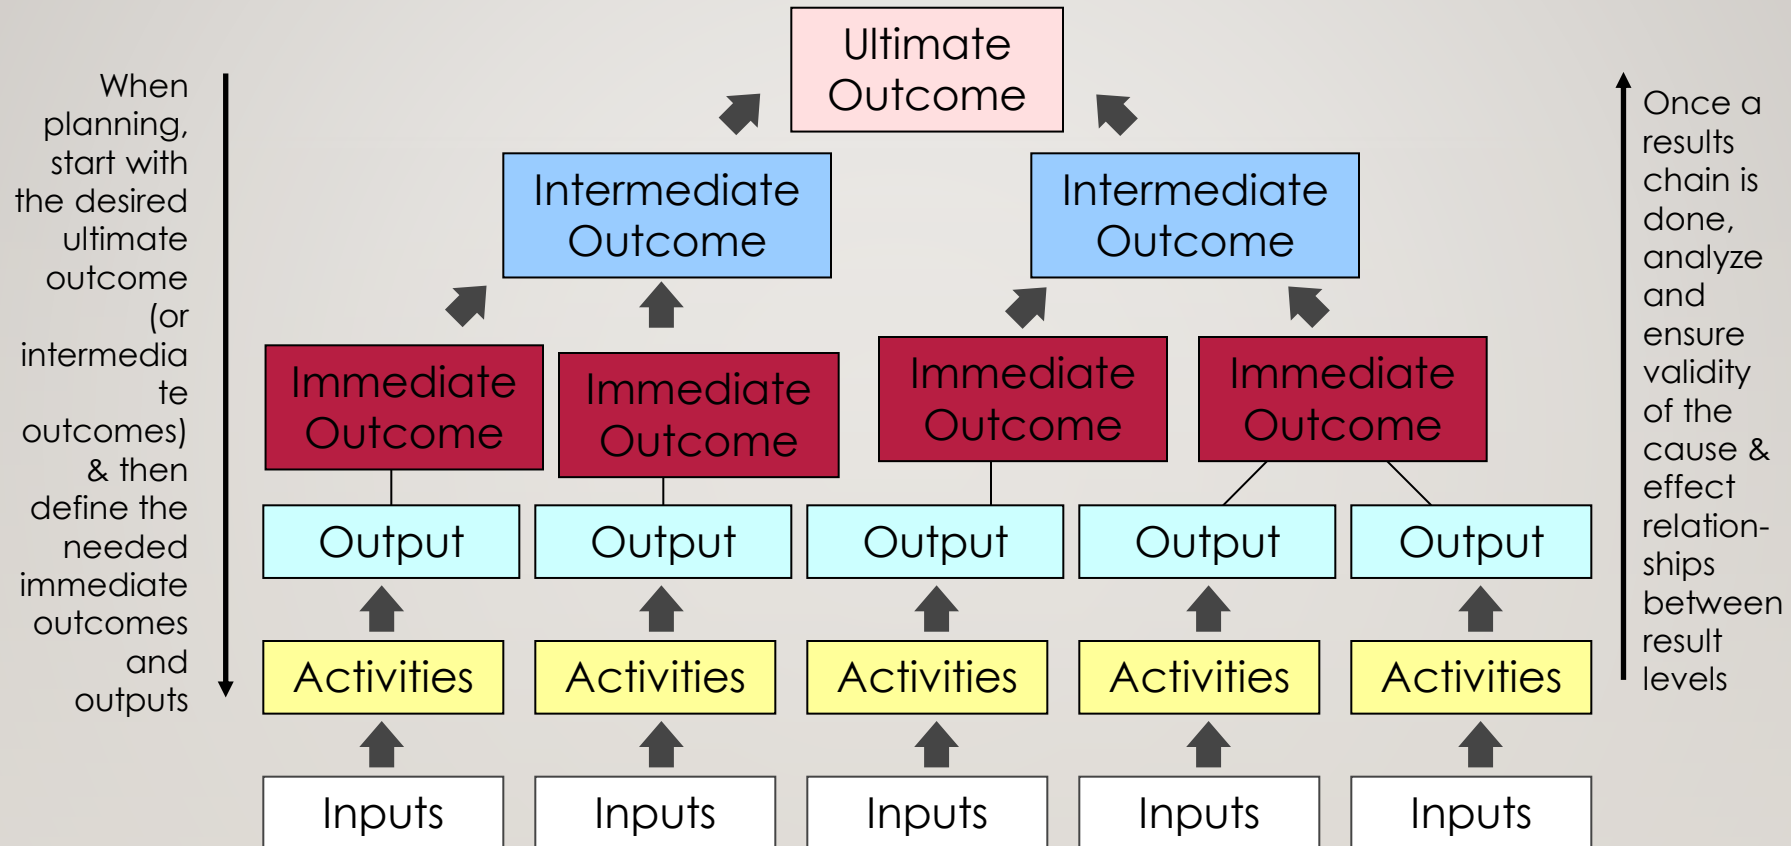 When
planning,
start with
the desired
ultimate
outcome
(or
intermedia
te
outcomes)
& then
define the
needed
immediate
outcomes
and
outputs
Ultimate
Outcome
Intermediate
Outcome
Intermediate
Outcome
Immediate
Outcome
Immediate
Outcome
Immediate
Outcome
Immediate
Outcome
Output
Output
Output
Output
Output
Activities
Activities
Activities
Activities
Activities
Inputs
Inputs
Inputs
Inputs
Inputs
Once a
results
chain is
done,
analyze
and
ensure
validity
of the
cause &
effect
relation-
ships
between
result
levels